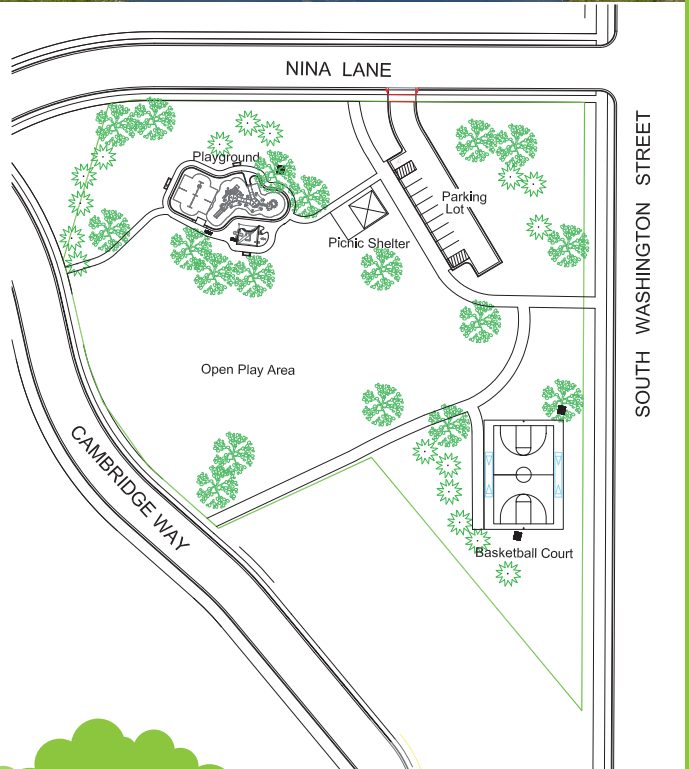 NINA LANE
SOUTH WASHINGTON STREET
Playground
Parking
Lot
Picnic Shelter
Open Play Area
CAMBRIDGE WAY
Basketball Court